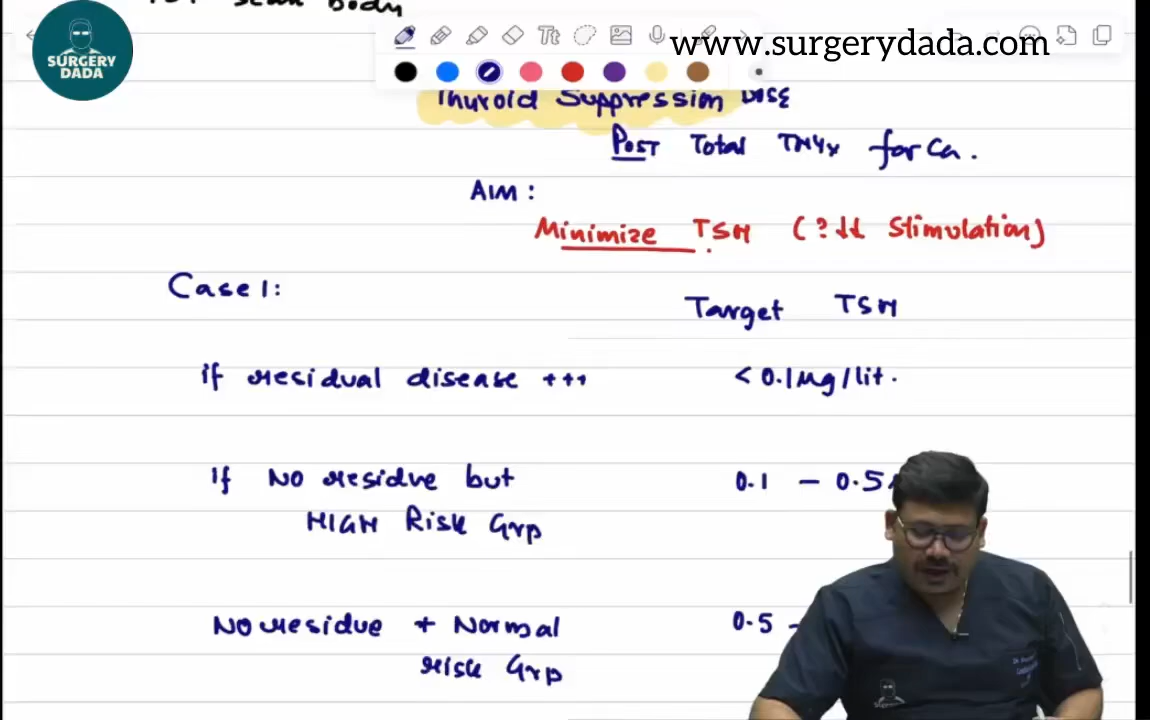 SURGERY
DADA
www.surgerydada.com
Thyroid Suppression DOSE
Post Total THYx for Ca.
AIM:
Minimize TSH (?↓↓ Stimulation)
Case 1:
Target TSH
if residual disease +++ < 0.1 μg/lit.
If NO residue but 0.1 - 0.5
HIGH Risk Grp
No residue + Normal 0.5 -
risk Grp